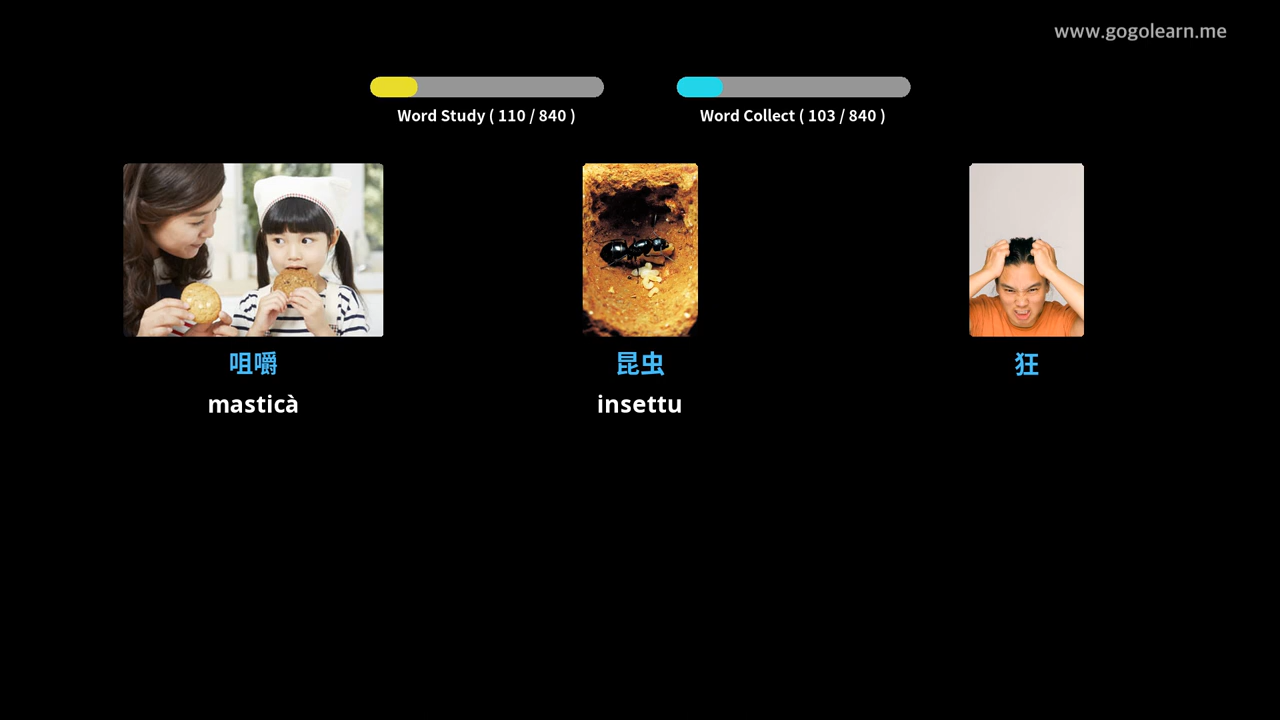 www.gogolearn.me
Word Study ( 110 / 840 )
Word Collect ( 103 / 840 )
咀嚼
昆虫
狂
masticà
insettu